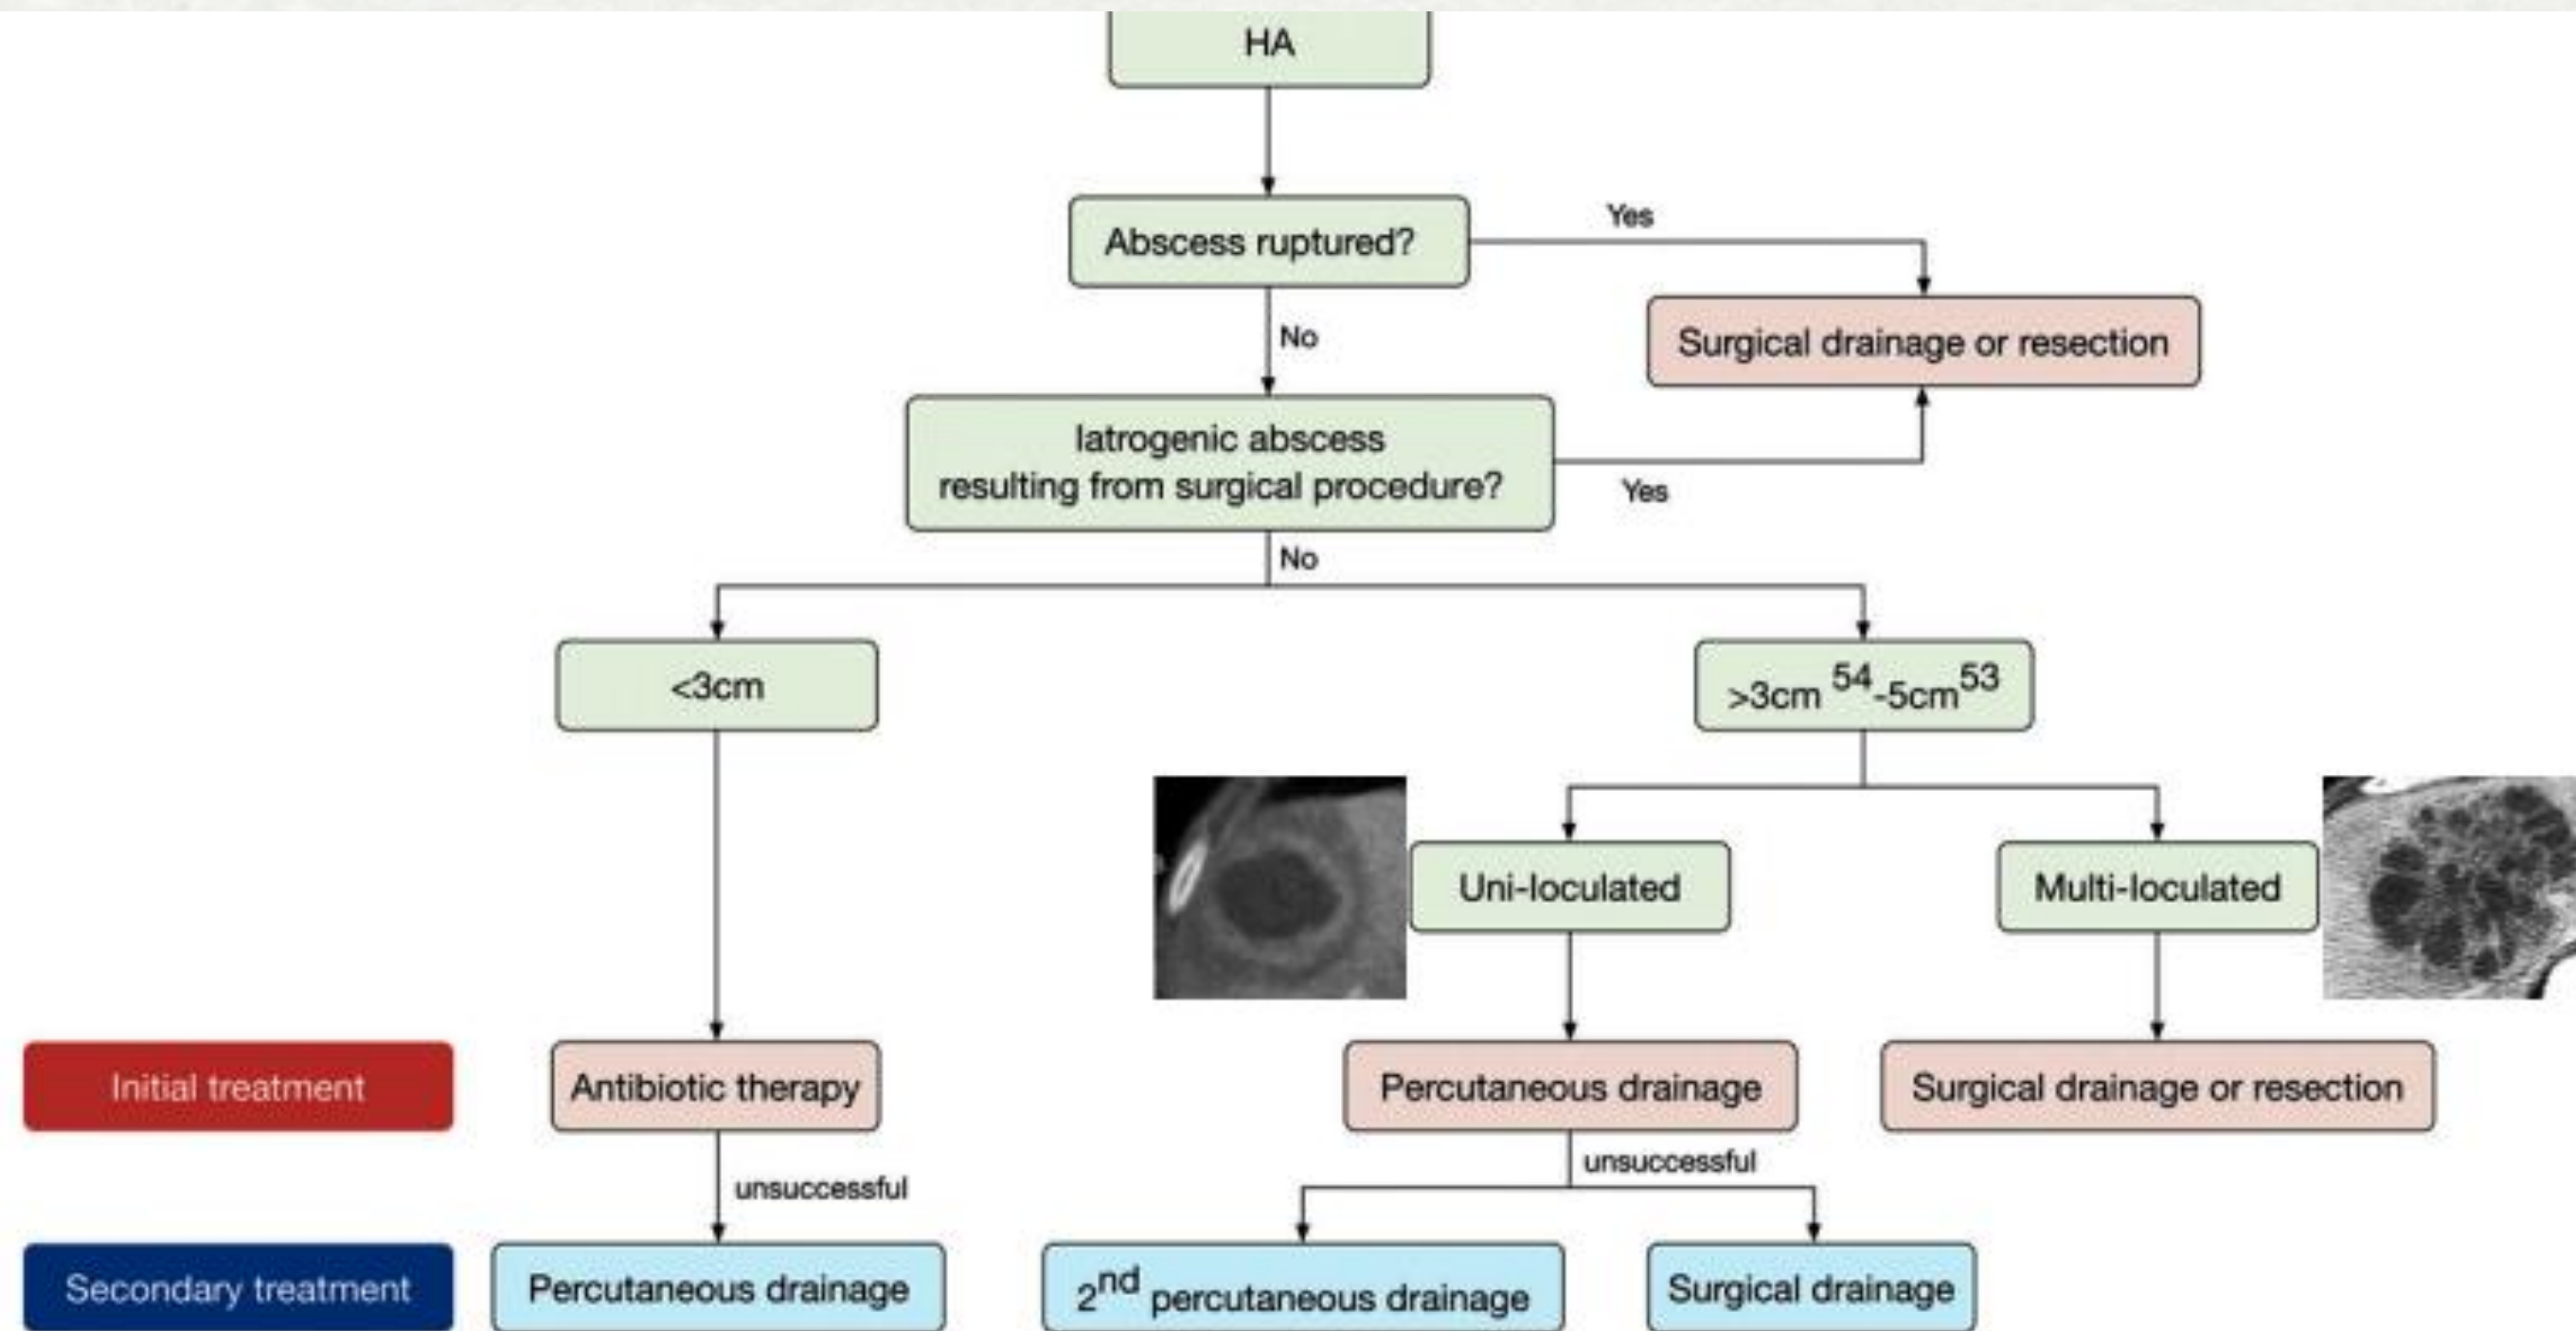 HA
Abscess ruptured?
Yes
No
Surgical drainage or resection
Iatrogenic abscess
resulting from surgical procedure?
Yes
No
<3cm
>3cm 54-5cm53
Uni-loculated
Multi-loculated
Initial treatment
Antibiotic therapy
Percutaneous drainage
Surgical drainage or resection
unsuccessful
unsuccessful
Secondary treatment
Percutaneous drainage
2nd percutaneous drainage
Surgical drainage